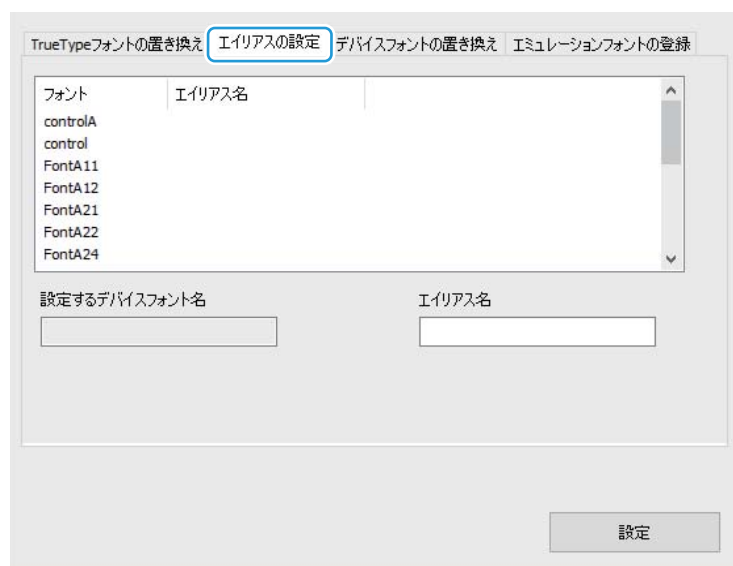 TrueTypeフォントの置き換え エイリアスの設定 デバイスフォントの置き換え エミュレーションフォントの登録
フォント エイリアス名
controlA
control
FontA11
FontA12
FontA21
FontA22
FontA24
設定するデバイスフォント名 エイリアス名
設定